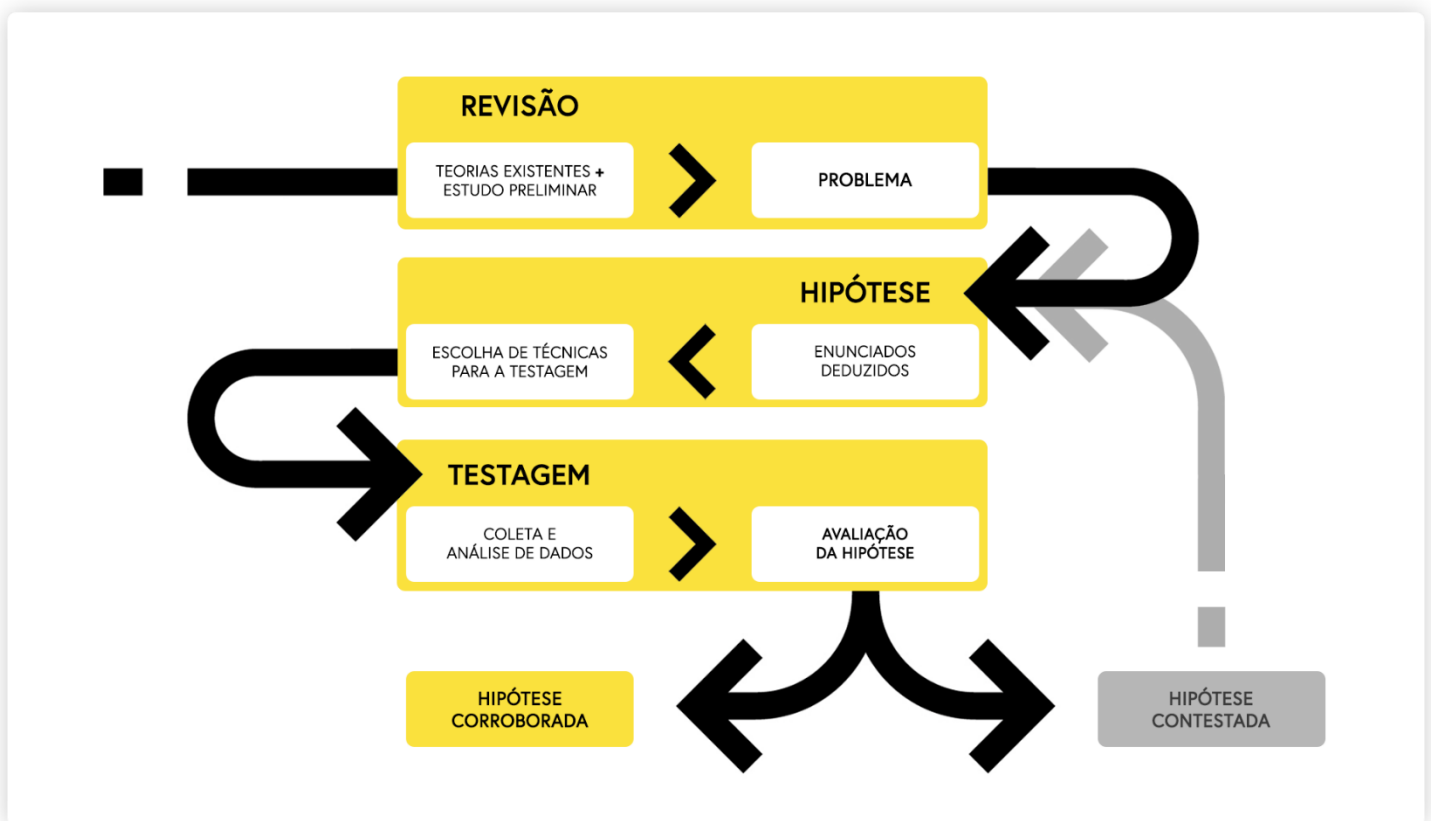 REVISÃO
TEORIAS EXISTENTES +
ESTUDO PRELIMINAR
PROBLEMA
HIPÓTESE
ENUNCIADOS
DEDUZIDOS
ESCOLHA DE TÉCNICAS
PARA A TESTAGEM
TESTAGEM
COLETA E
ANÁLISE DE DADOS
AVALIAÇÃO
DA HIPÓTESE
HIPÓTESE
CORROBORADA
HIPÓTESE
CONTESTADA